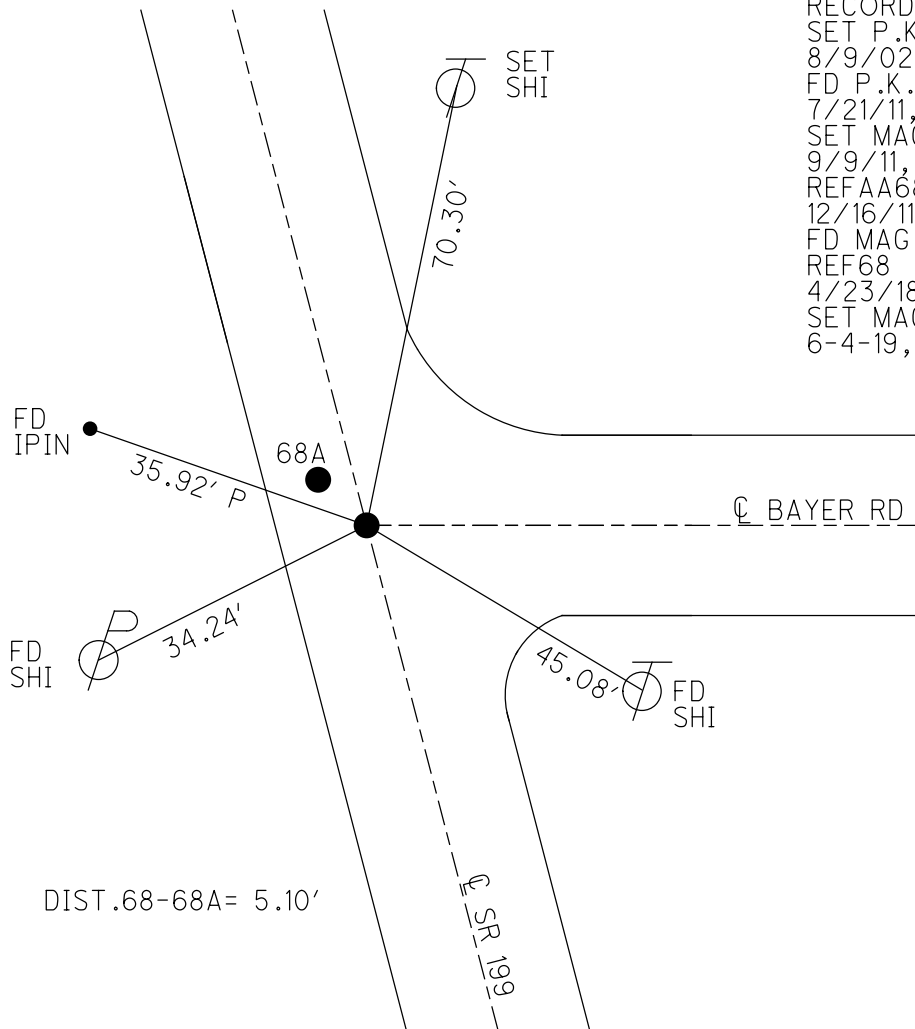 RECORD
SET P.K
8/9/02
FD P.K.
7/21/11,
SET MAG
9/9/11,
REFAA68
12/16/11
FD MAG
REF68
4/23/18
SET MAG
6-4-19,
SET
SHI
70.30'
FD
IPIN
35.92' P
68A
℄ BAYER RD
FD
SHI
34.24'
45.08'
FD
SHI
DIST.68-68A= 5.10'
℄ SR 199